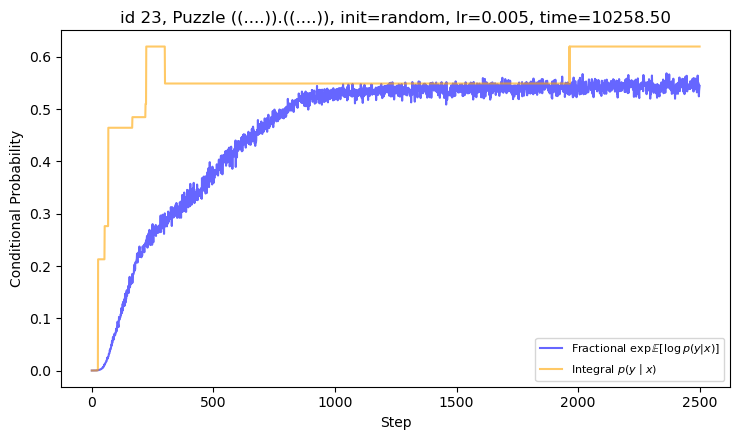 id 23, Puzzle ((....)).((....)), init=random, lr=0.005, time=10258.50
Conditional Probability
0.6
0.5
0.4
0.3
0.2
0.1
0.0
Fractional exp𝔼[log p(y|x)]
Integral p(y | x)
0 500 1000 1500 2000 2500
Step